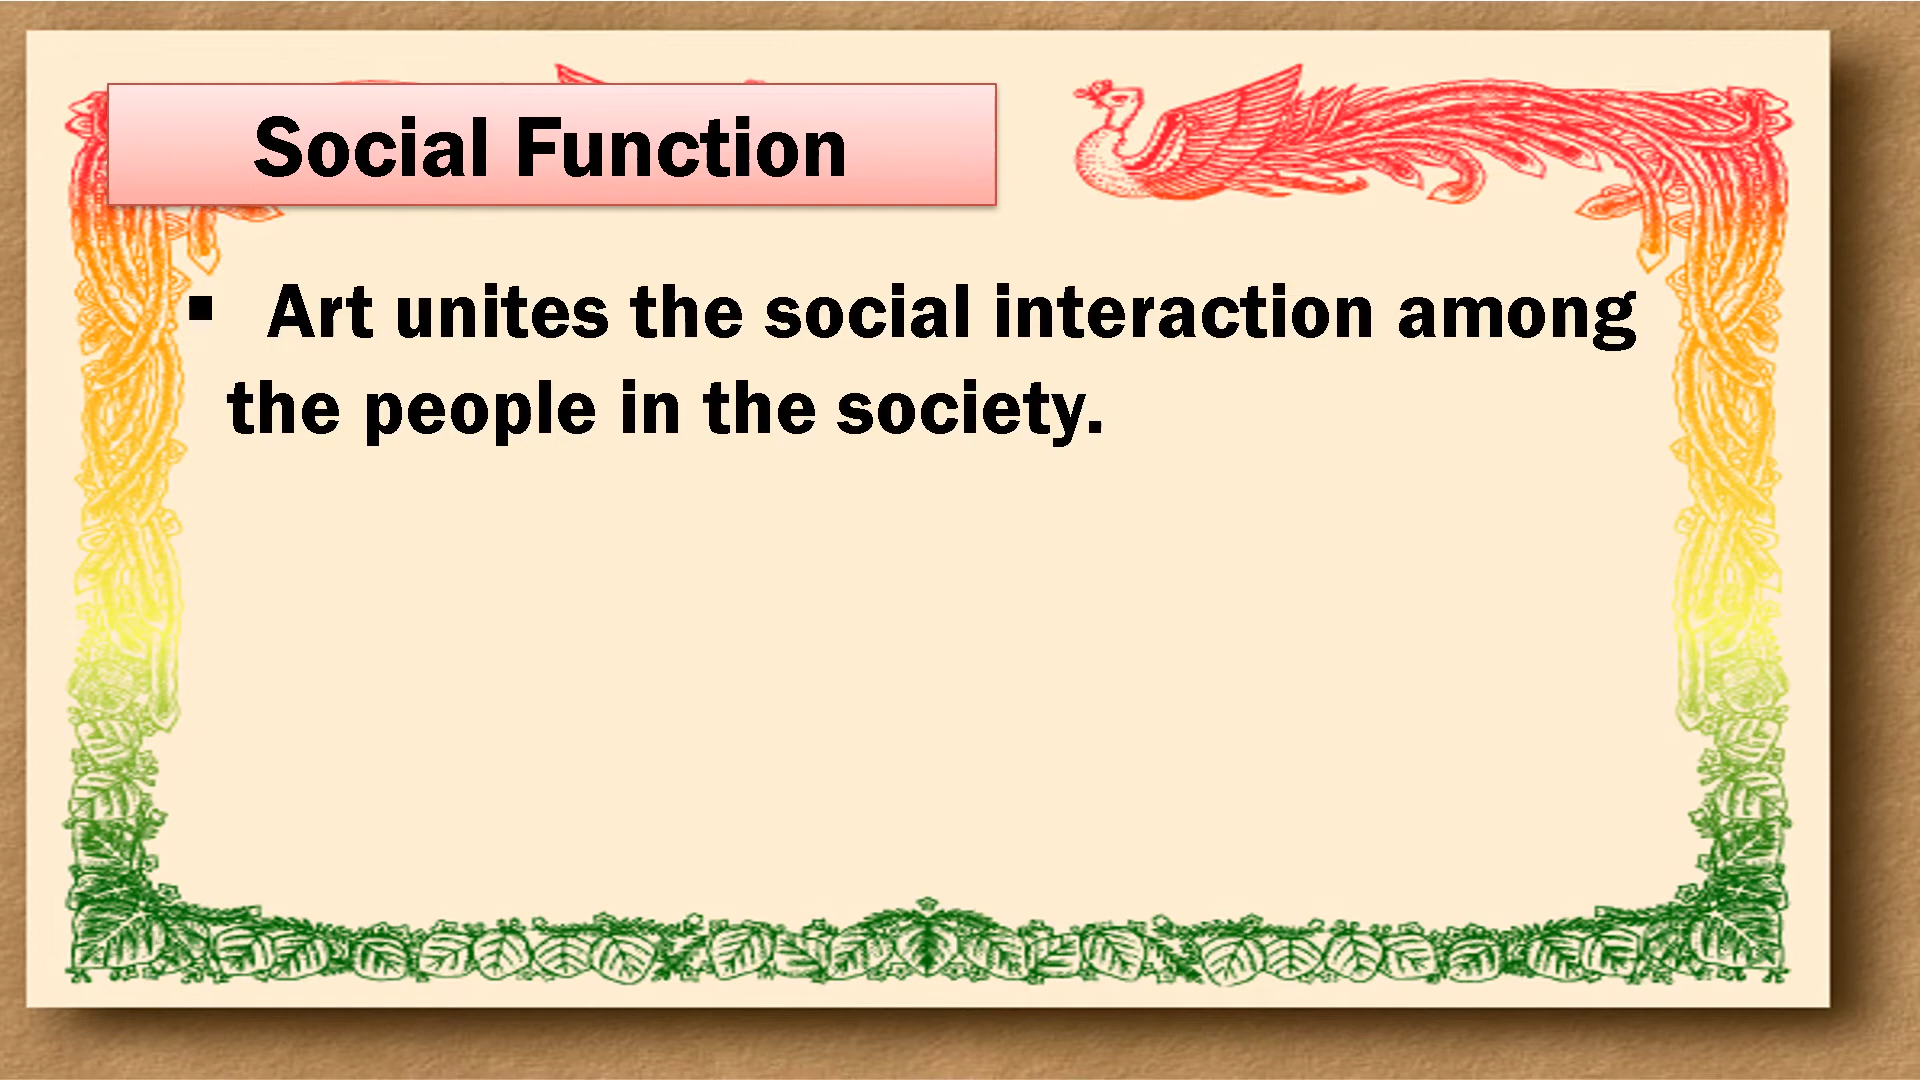 Social Function
▪ Art unites the social interaction among
the people in the society.